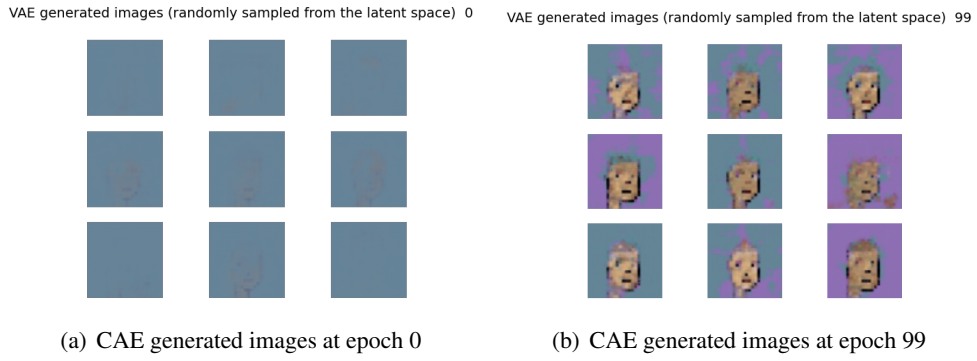 VAE generated images (randomly sampled from the latent space) 0
VAE generated images (randomly sampled from the latent space) 99
(a) CAE generated images at epoch 0
(b) CAE generated images at epoch 99